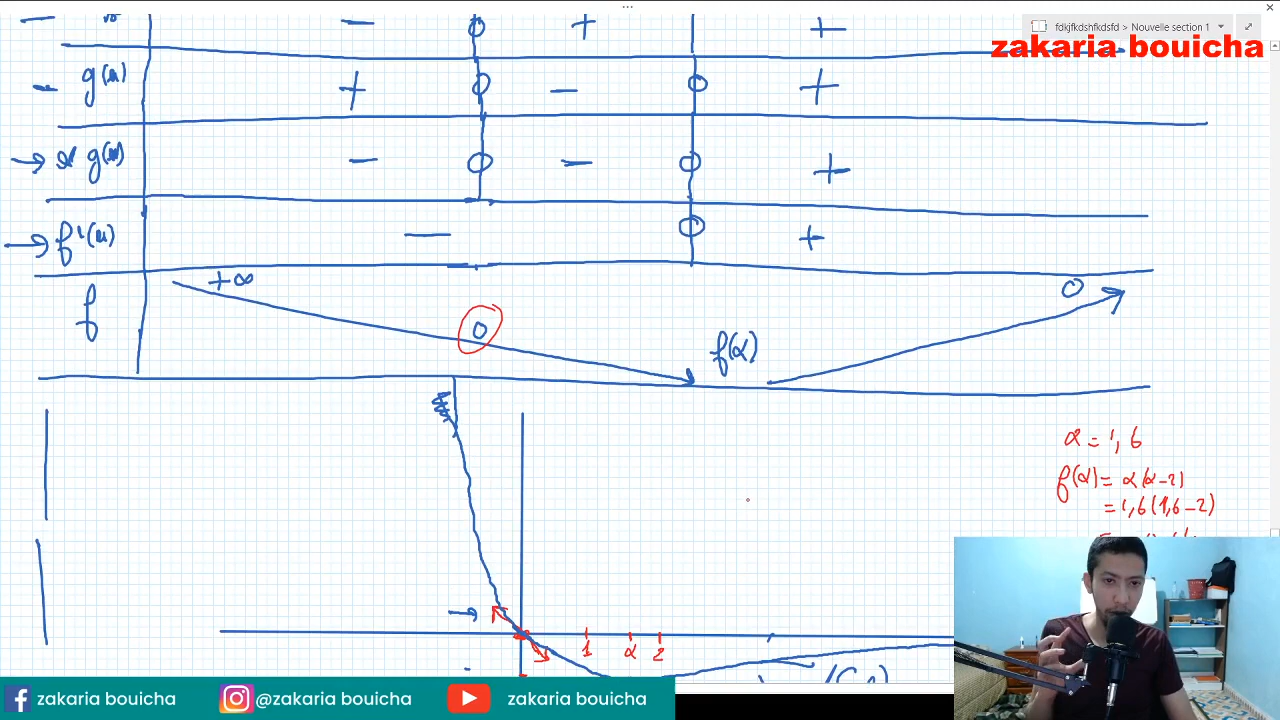 fdkjfkdshfkdsfd > Nouvelle section 1
zakaria bouicha
− − + +
g(x) + 0 − 0 +
→ x g(x) − 0 − 0 +
→ f'(x) − 0 +
f +∞ 0 f(α) 0
α = 1,6
f(α) = α(α-2)
= 1,6(1,6-2)
1 α 2
zakaria bouicha @zakaria bouicha zakaria bouicha